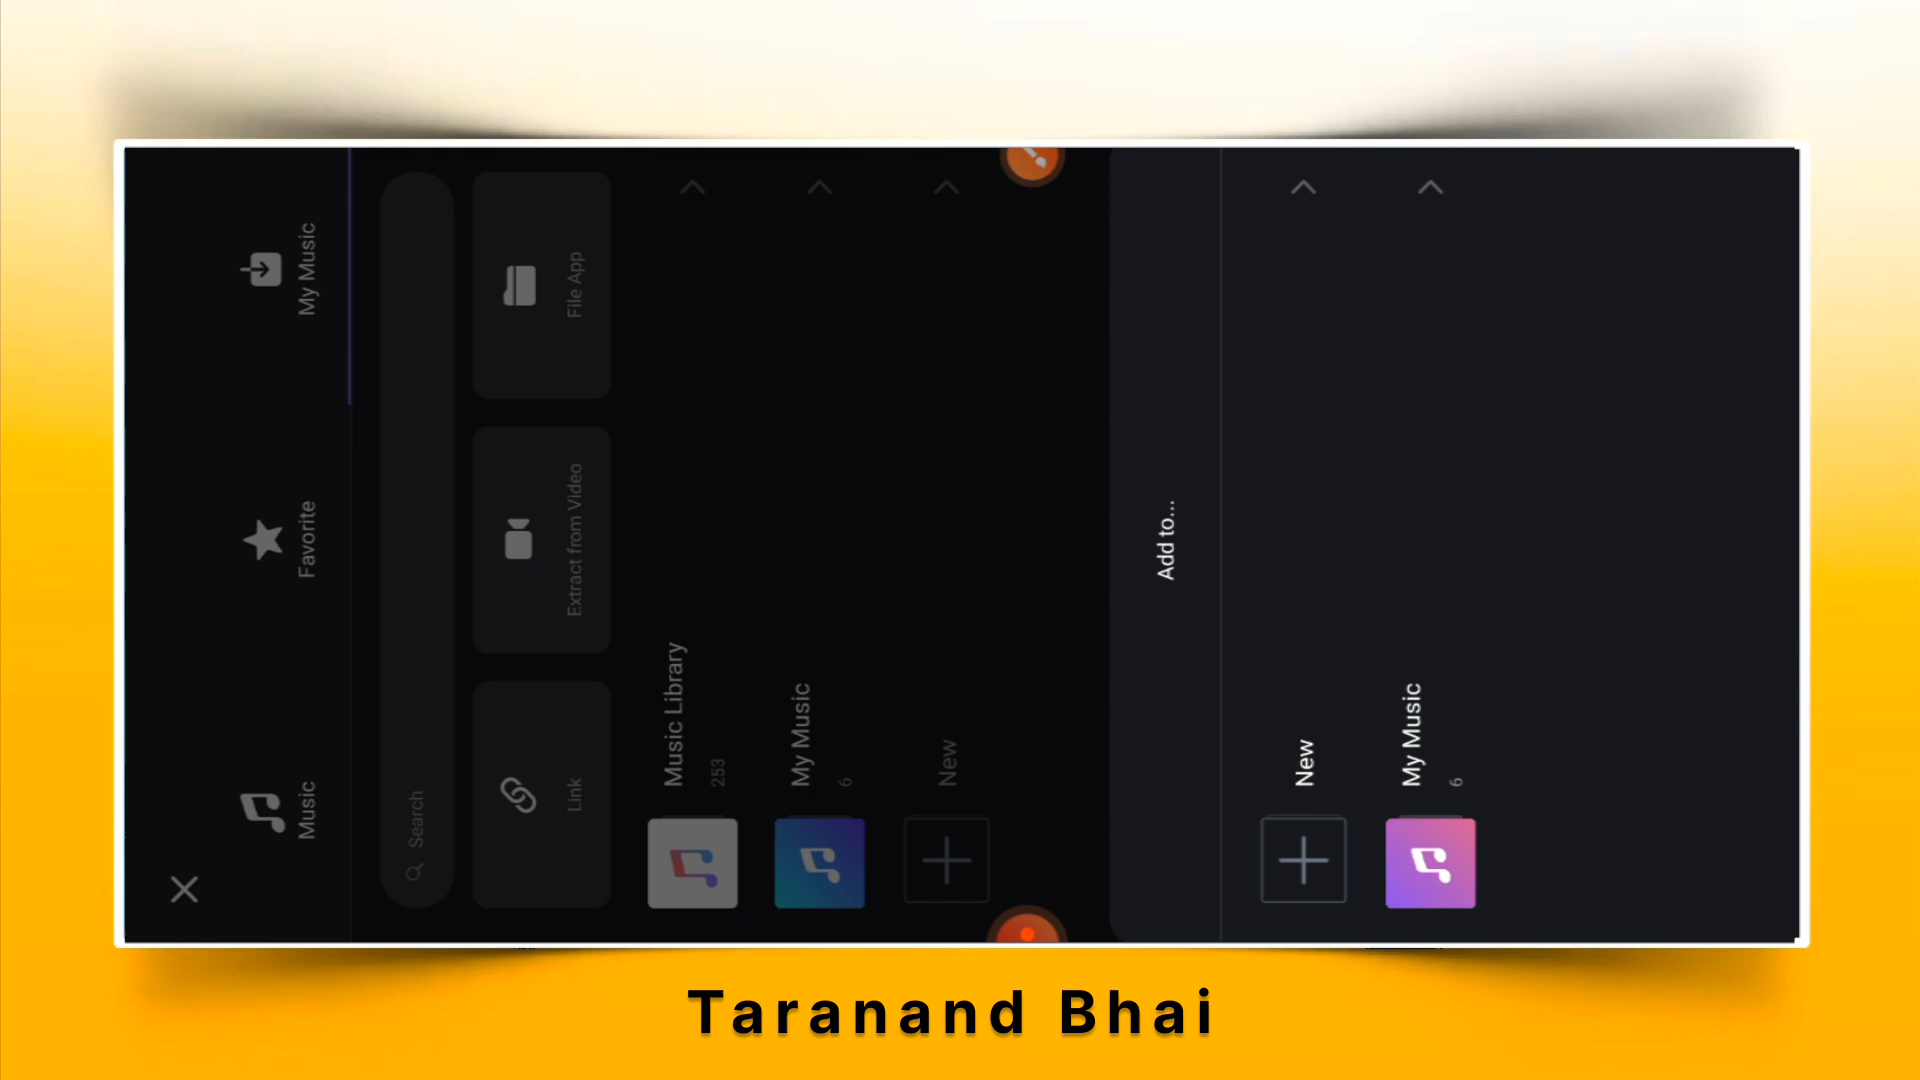 Music
Favorite
My Music
Search
Link
Extract from Video
File App
Music Library
253
My Music
6
New
Add to...
New
My Music
6
Taranand Bhai